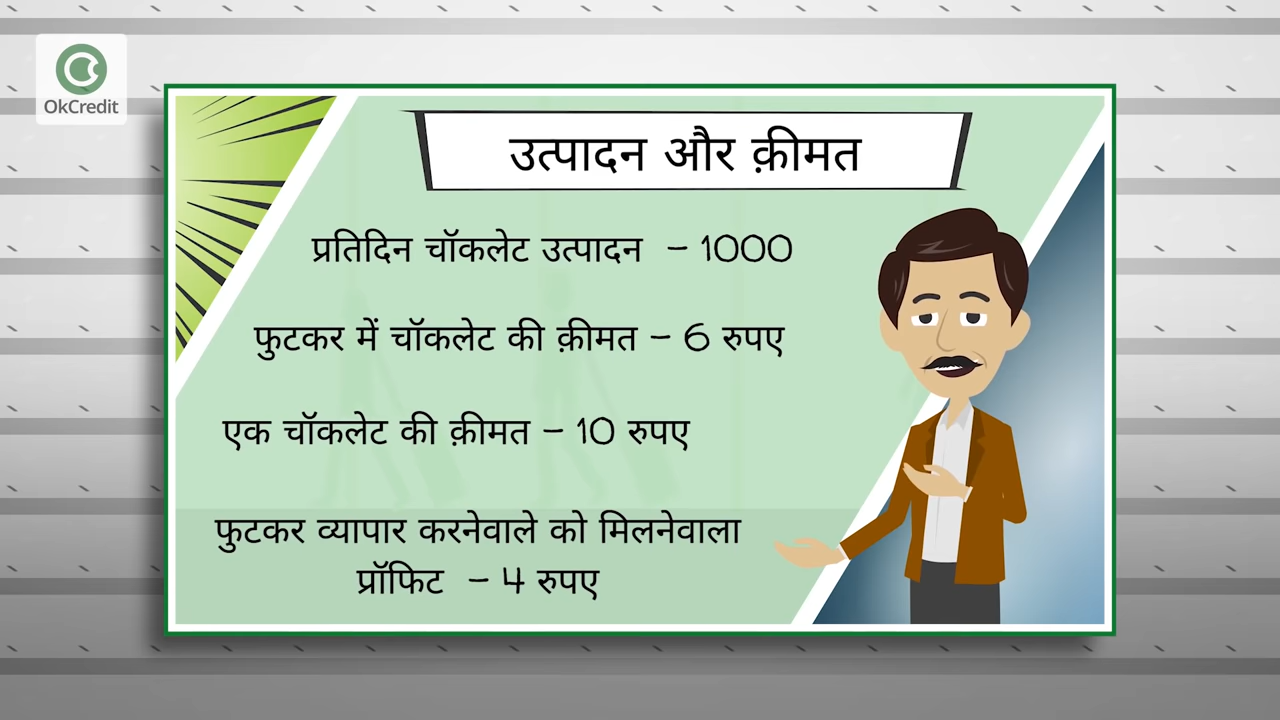 OkCredit
उत्पादन और क़ीमत
प्रतिदिन चॉकलेट उत्पादन – 1000
फुटकर में चॉकलेट की क़ीमत – 6 रुपए
एक चॉकलेट की क़ीमत – 10 रुपए
फुटकर व्यापार करनेवाले को मिलनेवाला
प्रॉफिट – 4 रुपए